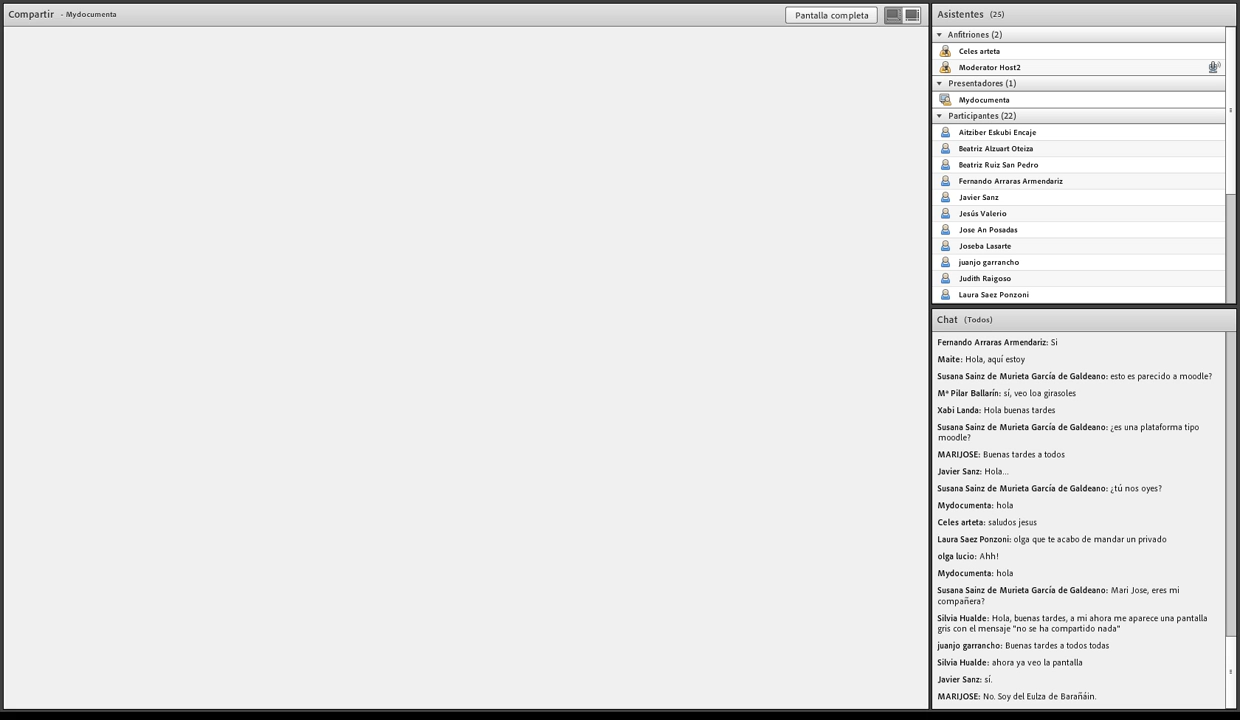 Compartir - Mydocumenta
Pantalla completa
Asistentes (25)
Anfitriones (2)
Celes arteta
Moderator Host2
Presentadores (1)
Mydocumenta
Participantes (22)
Aitziber Eskubi Encaje
Beatriz Alzuart Oteiza
Beatriz Ruiz San Pedro
Fernando Arraras Armendariz
Javier Sanz
Jesús Valerio
Jose An Posadas
Joseba Lasarte
juanjo garrancho
Judith Raigoso
Laura Saez Ponzoni
Chat (Todos)
Fernando Arraras Armendariz: Si
Maite: Hola, aquí estoy
Susana Sainz de Murieta García de Galdeano: esto es parecido a moodle?
Mª Pilar Ballarín: sí, veo loa girasoles
Xabi Landa: Hola buenas tardes
Susana Sainz de Murieta García de Galdeano: ¿es una plataforma tipo
moodle?
MARIJOSE: Buenas tardes a todos
Javier Sanz: Hola...
Susana Sainz de Murieta García de Galdeano: ¿tú nos oyes?
Mydocumenta: hola
Celes arteta: saludos jesus
Laura Saez Ponzoni: olga que te acabo de mandar un privado
olga lucio: Ahh!
Mydocumenta: hola
Susana Sainz de Murieta García de Galdeano: Mari Jose, eres mi
compañera?
Silvia Hualde: Hola, buenas tardes, a mi ahora me aparece una pantalla
gris con el mensaje "no se ha compartido nada"
juanjo garrancho: Buenas tardes a todos todas
Silvia Hualde: ahora ya veo la pantalla
Javier Sanz: sí.
MARIJOSE: No. Soy del Eulza de Barañáin.